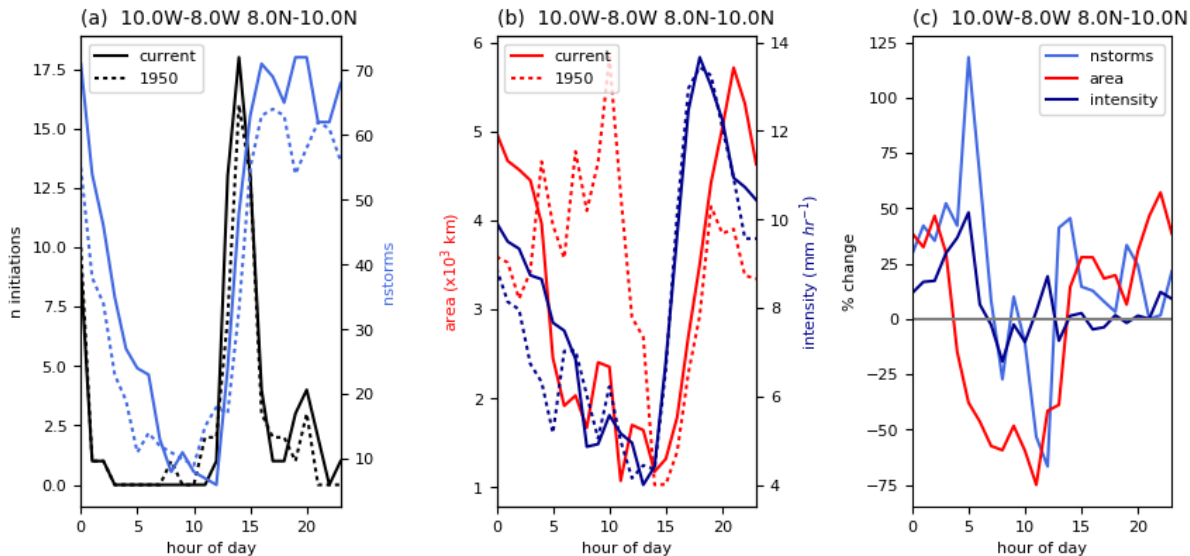 (a) 10.0W-8.0W 8.0N-10.0N
current
1950
17.5
15.0
12.5
10.0
7.5
5.0
2.5
0.0
n initiations
70
60
50
40
30
20
10
nstorms
0 5 10 15 20
hour of day
(b) 10.0W-8.0W 8.0N-10.0N
current
1950
6
5
4
3
2
1
area (x10³ km)
14
12
10
8
6
4
intensity (mm hr⁻¹)
0 5 10 15 20
hour of day
(c) 10.0W-8.0W 8.0N-10.0N
nstorms
area
intensity
125
100
75
50
25
0
−25
−50
−75
% change
0 5 10 15 20
hour of day